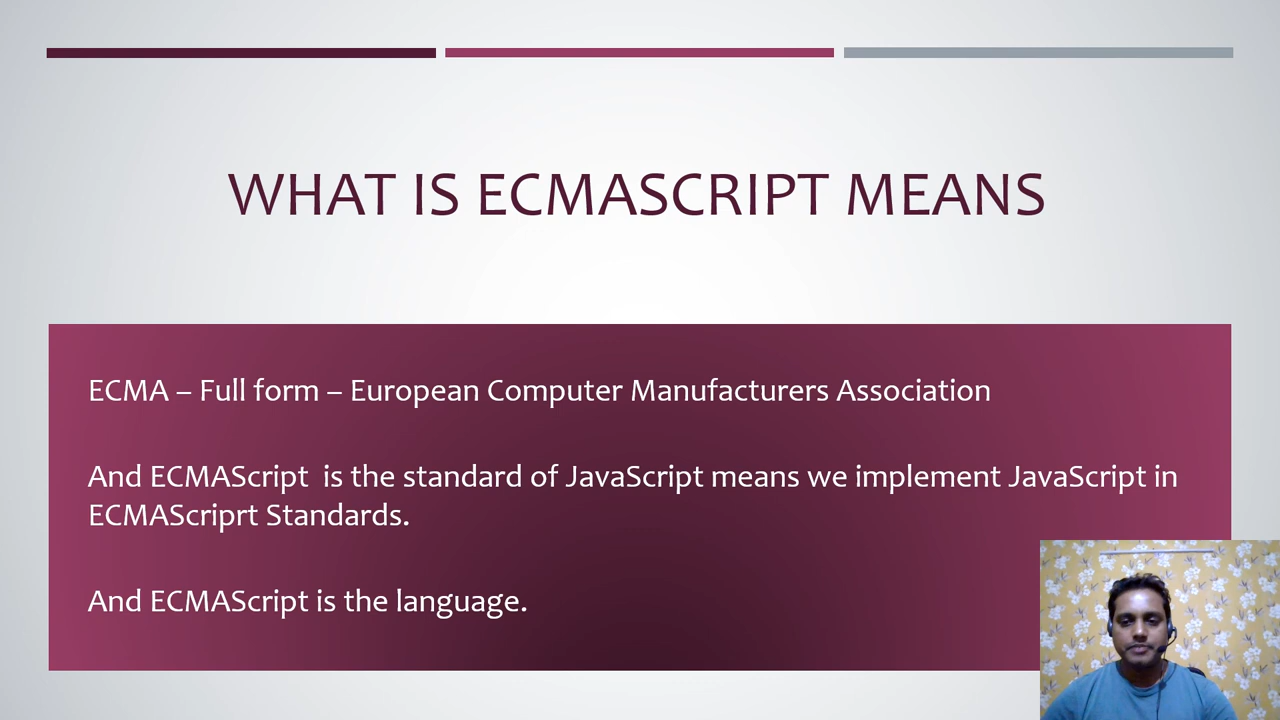 WHAT IS ECMASCRIPT MEANS
ECMA – Full form – European Computer Manufacturers Association
And ECMAScript  is the standard of JavaScript means we implement JavaScript in
ECMAScriprt Standards.
And ECMAScript is the language.